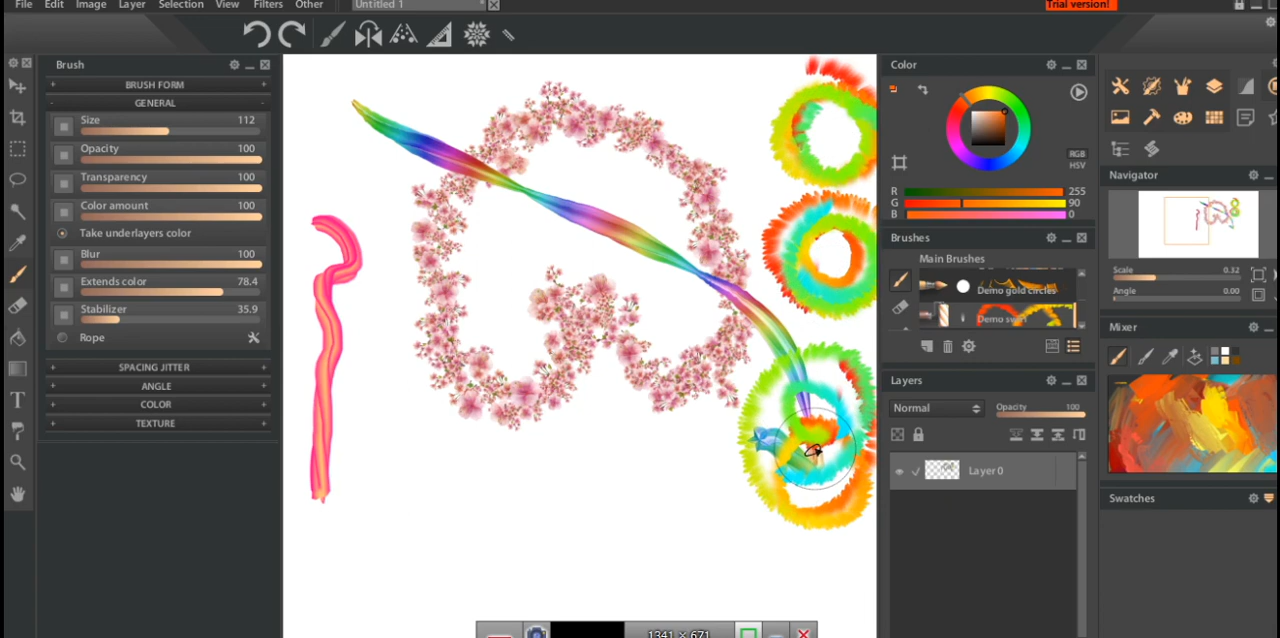 File Edit Image Layer Selection View Filters Other
Untitled 1 *
Trial version!
Brush
+ BRUSH FORM +
- GENERAL -
Size 112
Opacity 100
Transparency 100
Color amount 100
Take underlayers color
Blur 100
Extends color 78.4
Stabilizer 35.9
Rope
+ SPACING JITTER +
+ ANGLE +
+ COLOR +
+ TEXTURE +
T
Color
RGB
HSV
R 255
G 90
B 0
Brushes
Main Brushes
Demo gold circles
Layers
Normal
Opacity 100
Layer 0
Navigator
Scale 0.32
Angle 0.00
Mixer
Swatches
1341 × 671